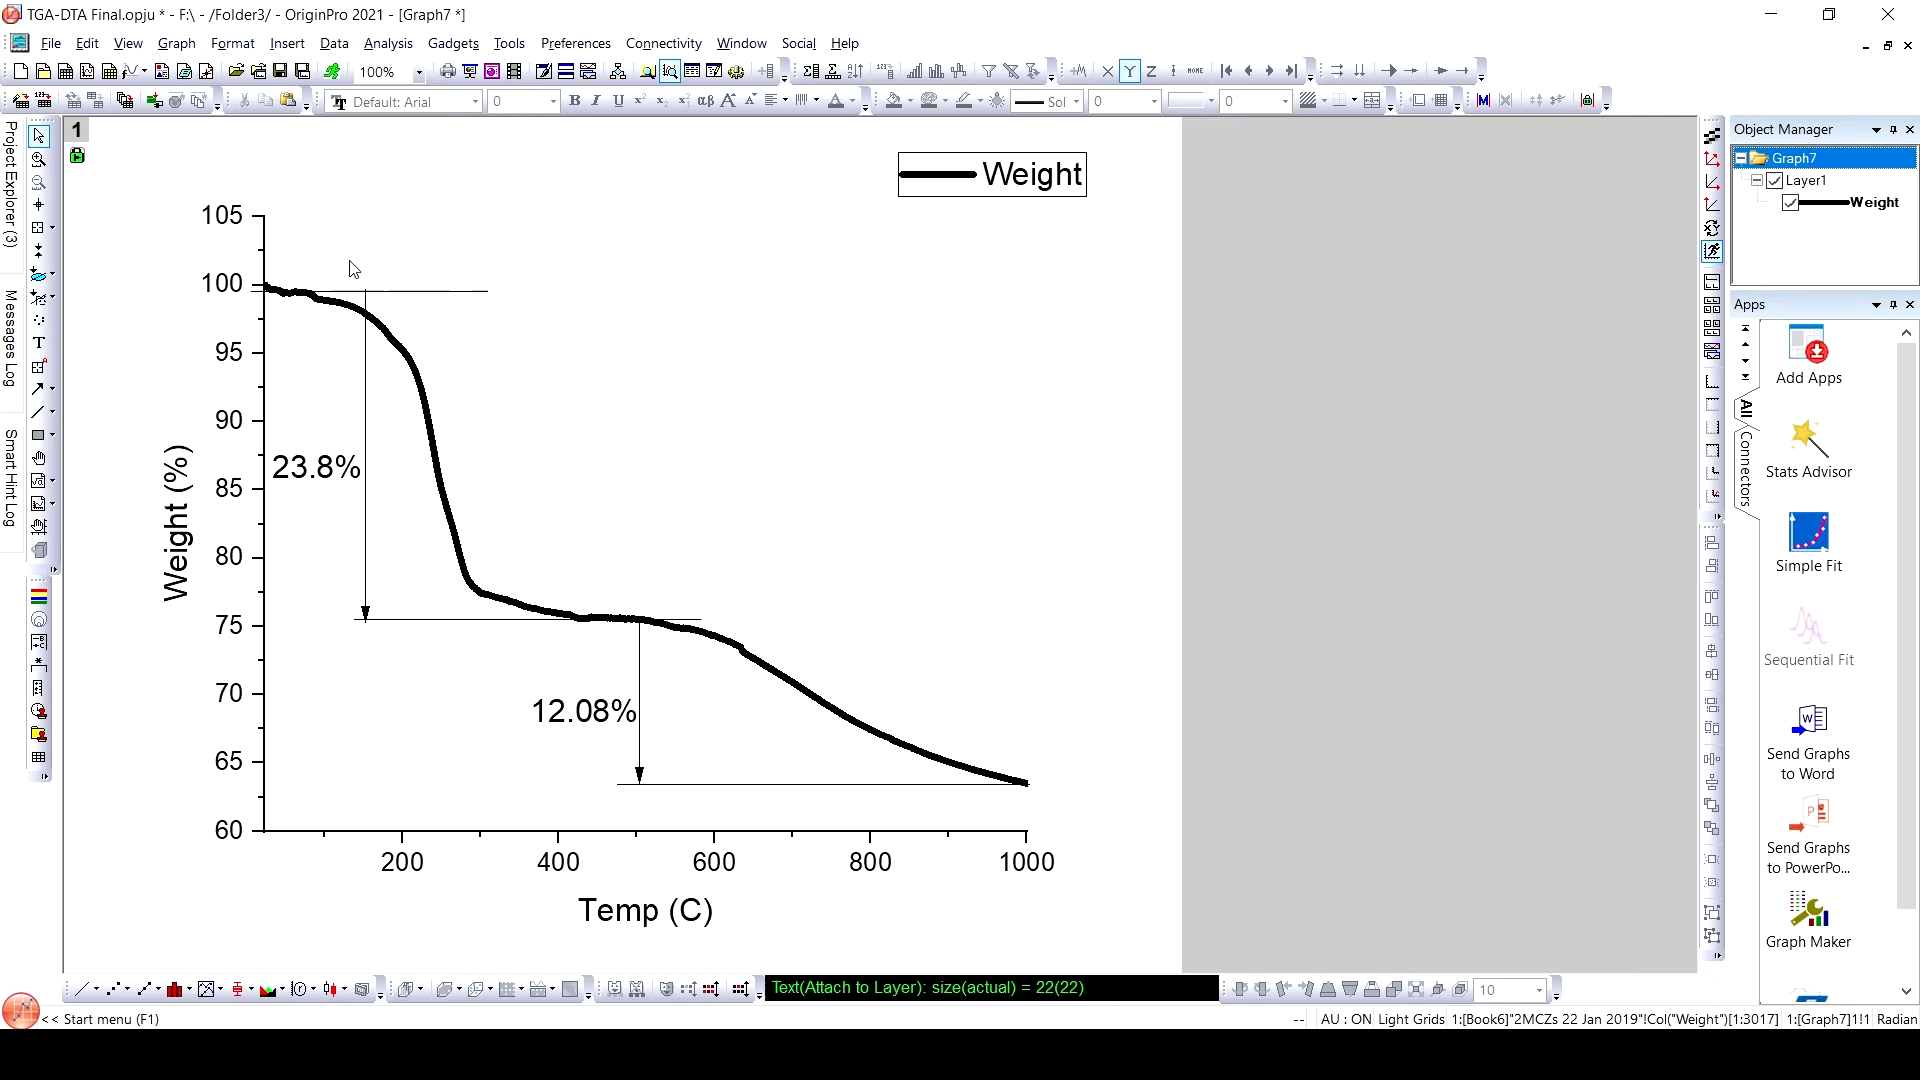 TGA-DTA Final.opju * - F:\ - /Folder3/ - OriginPro 2021 - [Graph7 *]
File Edit View Graph Format Insert Data Analysis Gadgets Tools Preferences Connectivity Window Social Help
100%
Default: Arial 0 B I U αβ A A A Sol 0 0
Project Explorer (3)
Messages Log
Smart Hint Log
1
Weight
105
100
95
90
85
80
75
70
65
60
Weight (%)
23.8%
12.08%
200 400 600 800 1000
Temp (C)
Object Manager
Graph7
Layer1
Weight
Apps
All
Connectors
Add Apps
Stats Advisor
Simple Fit
Sequential Fit
Send Graphs
to Word
Send Graphs
to PowerPo...
Graph Maker
Text(Attach to Layer): size(actual) = 22(22)
10
<< Start menu (F1)
-- AU : ON Light Grids 1:[Book6]"2MCZs 22 Jan 2019"!Col("Weight")[1:3017] 1:[Graph7]1!1 Radian